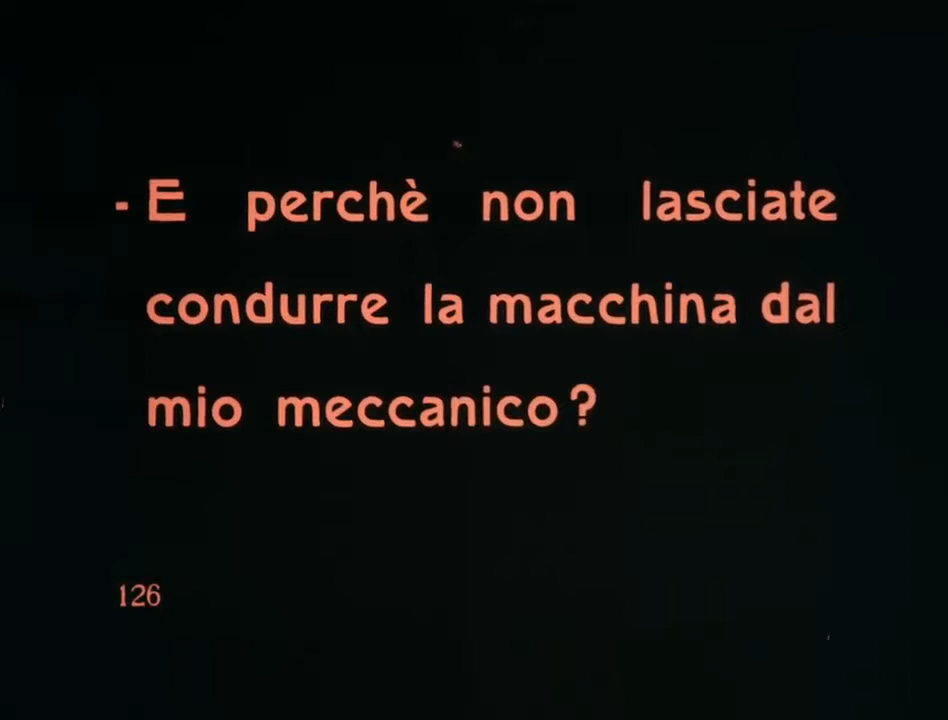 - E perchè non lasciate
condurre la macchina dal
mio meccanico?
126